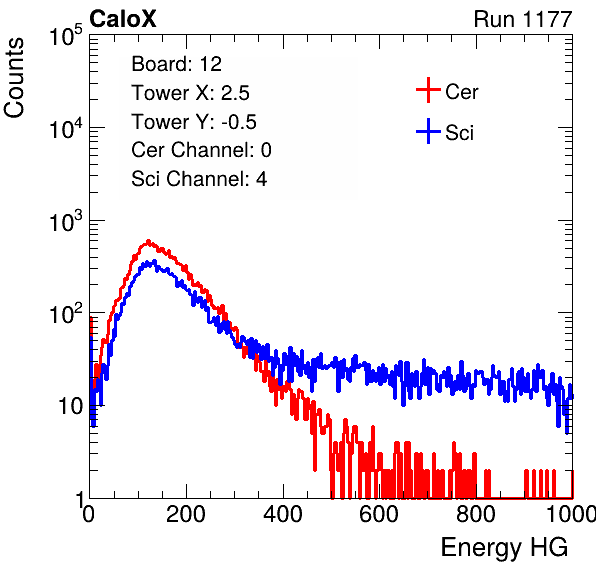 CaloX Run 1177
Counts
Board: 12
Tower X: 2.5
Tower Y: -0.5
Cer Channel: 0
Sci Channel: 4
Cer
Sci
10^5
10^4
10^3
10^2
10
1
0 200 400 600 800 1000
Energy HG